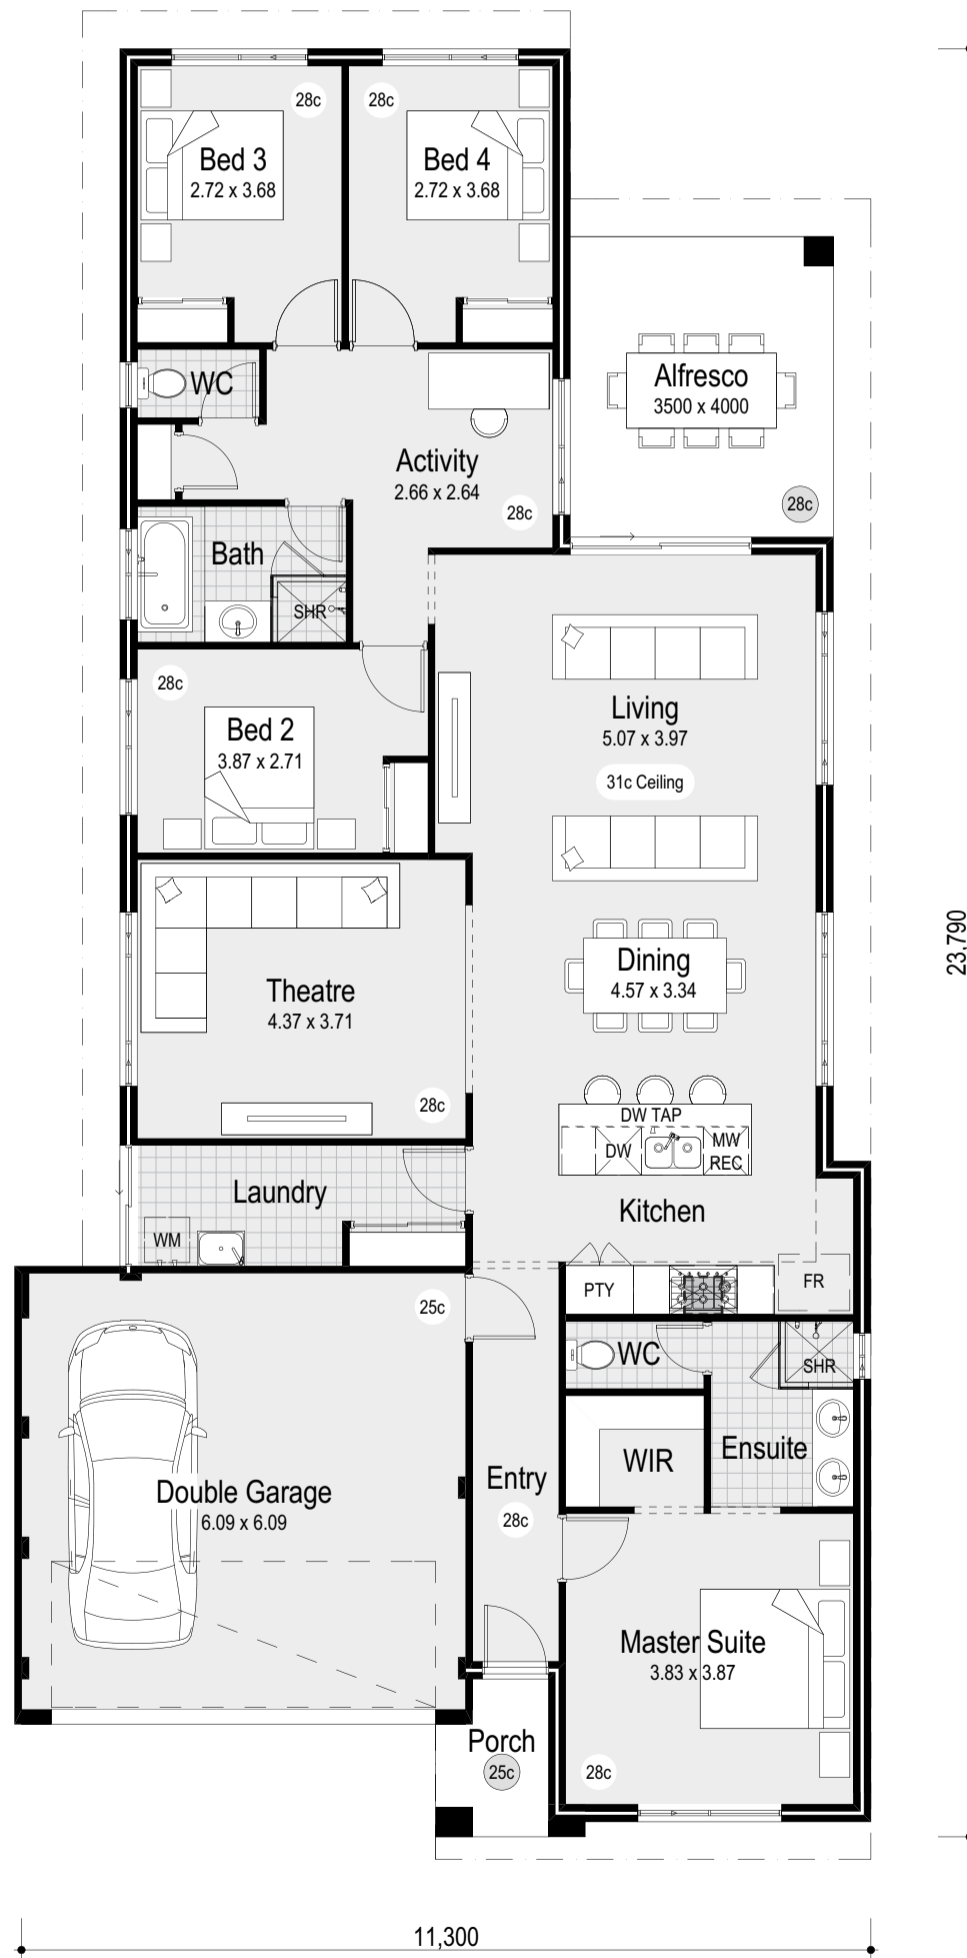 28c
28c
Bed 3
2.72 x 3.68
Bed 4
2.72 x 3.68
WC
Alfresco
3500 x 4000
28c
Activity
2.66 x 2.64
28c
Bath
SHR
28c
Bed 2
3.87 x 2.71
Living
5.07 x 3.97
31c Ceiling
Theatre
4.37 x 3.71
28c
Dining
4.57 x 3.34
23,790
DW TAP
DW
MW
REC
Kitchen
Laundry
WM
PTY
FR
25c
WC
SHR
WIR
Ensuite
Double Garage
6.09 x 6.09
Entry
28c
Master Suite
3.83 x 3.87
Porch
25c
28c
11,300